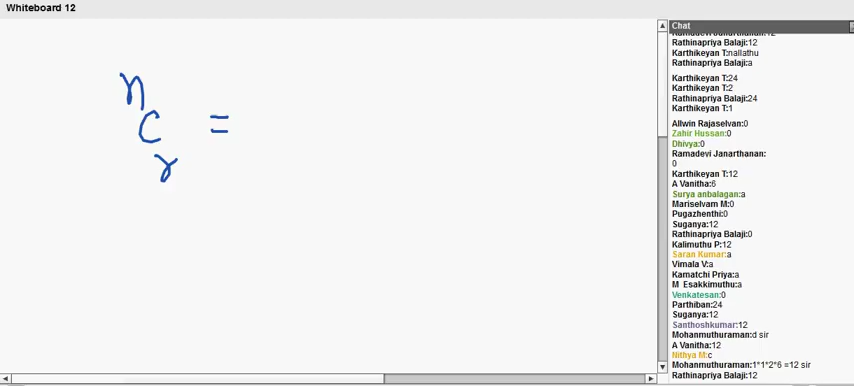 Whiteboard 12
n
C =
r
Chat
Rathinapriya Balaji:12
Karthikeyan T:nallathu
Rathinapriya Balaji:a
Karthikeyan T:24
Karthikeyan T:2
Rathinapriya Balaji:24
Karthikeyan T:1
Allwin Rajaselvan:0
Zahir Hussan:0
Dhivya:0
Ramadevi Janarthanan:
0
Karthikeyan T:12
A Vanitha:6
Surya anbalagan:a
Mariselvam M:0
Pugazhenthi:0
Suganya:12
Rathinapriya Balaji:0
Kalimuthu P:12
Saran Kumar:a
Vimala V:a
Kamatchi Priya:a
M Esakkimuthu:a
Venkatesan:0
Parthiban:24
Suganya:12
Santhoshkumar:12
Mohanmuthuraman:d sir
A Vanitha:12
Nithya M:c
Mohanmuthuraman:1*1*2*6 =12 sir
Rathinapriya Balaji:12